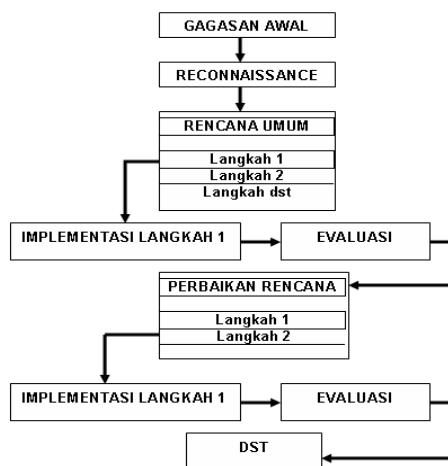 GAGASAN AWAL
RECONNAISSANCE
RENCANA UMUM
Langkah 1
Langkah 2
Langkah dst
IMPLEMENTASI LANGKAH 1
EVALUASI
PERBAIKAN RENCANA
Langkah 1
Langkah 2
IMPLEMENTASI LANGKAH 1
EVALUASI
DST